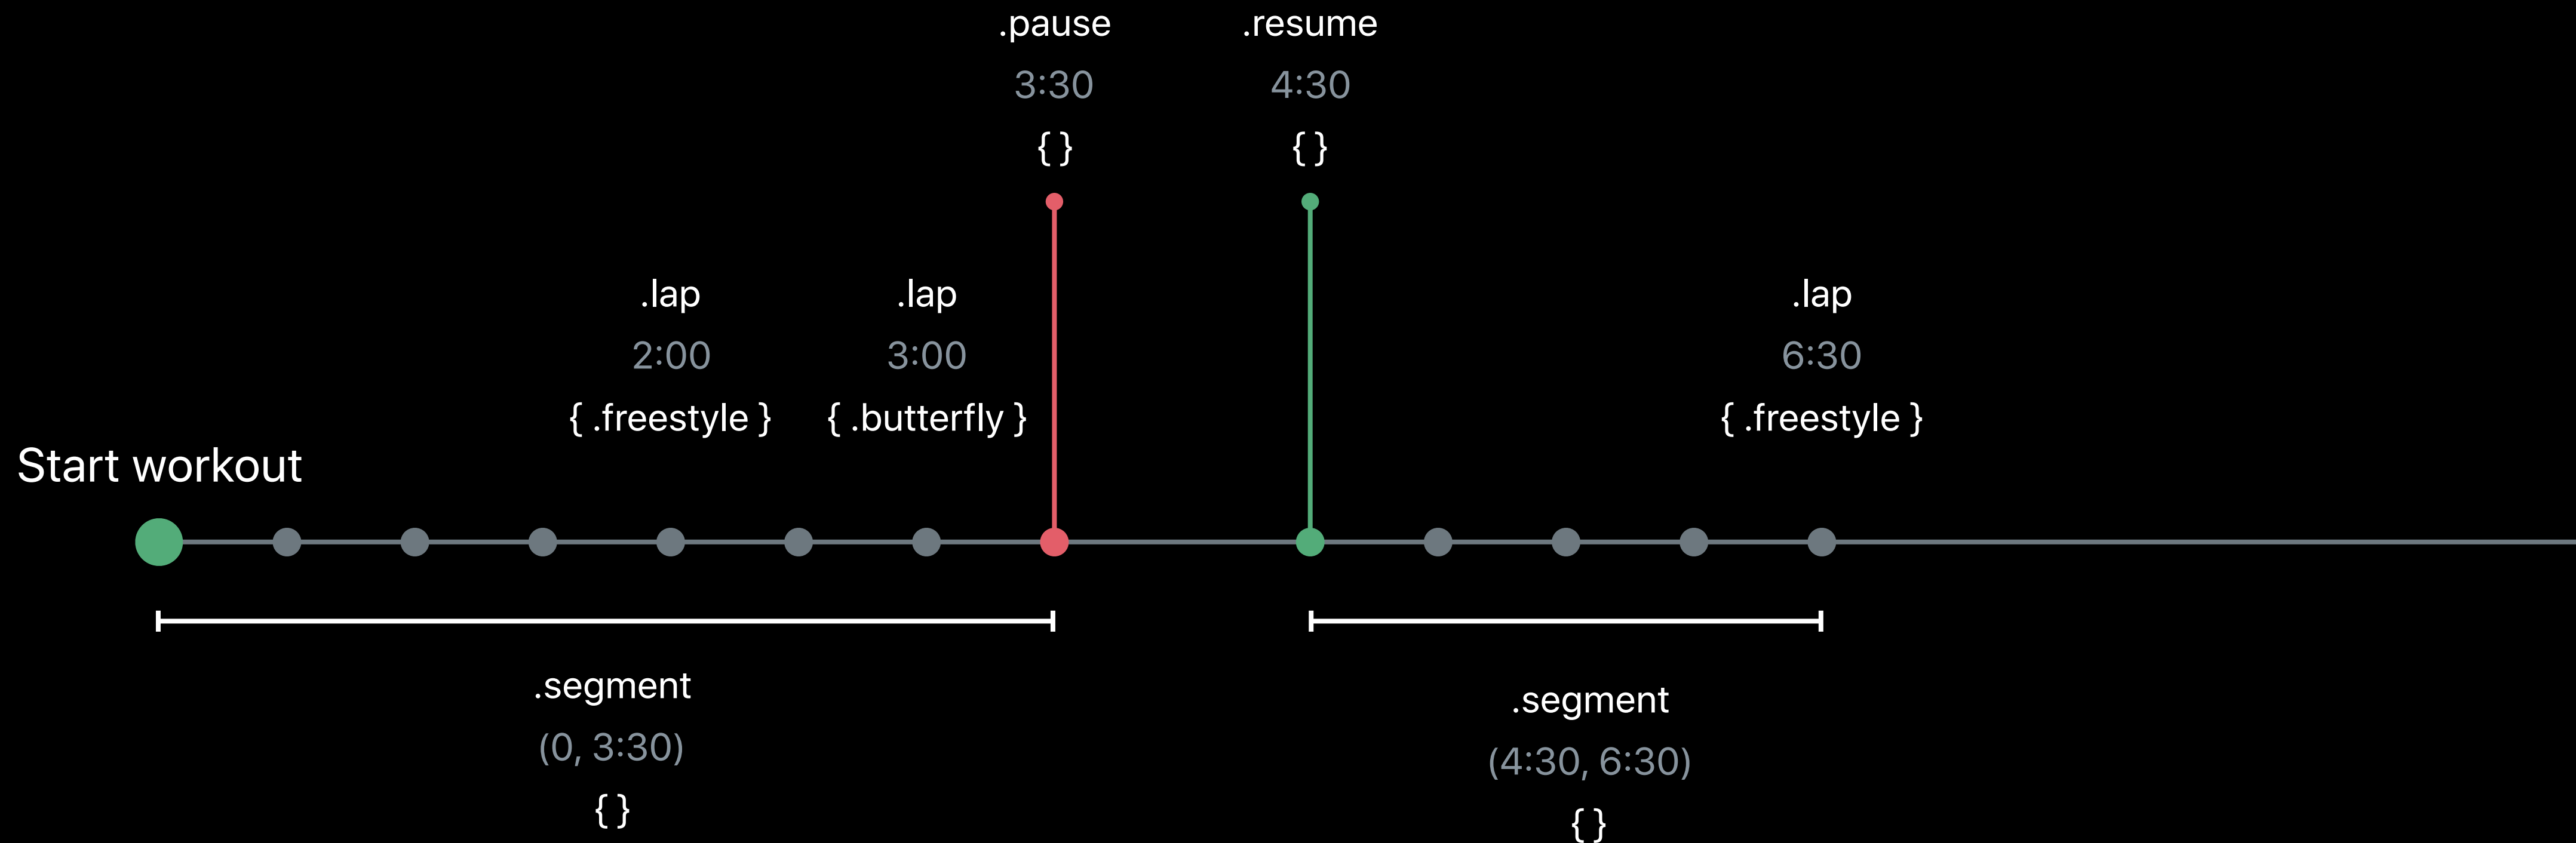 .pause
3:30
{ }
.resume
4:30
{ }
.lap
2:00
{ .freestyle }
.lap
3:00
{ .butterfly }
.lap
6:30
{ .freestyle }
Start workout
.segment
(0, 3:30)
{ }
.segment
(4:30, 6:30)
{ }